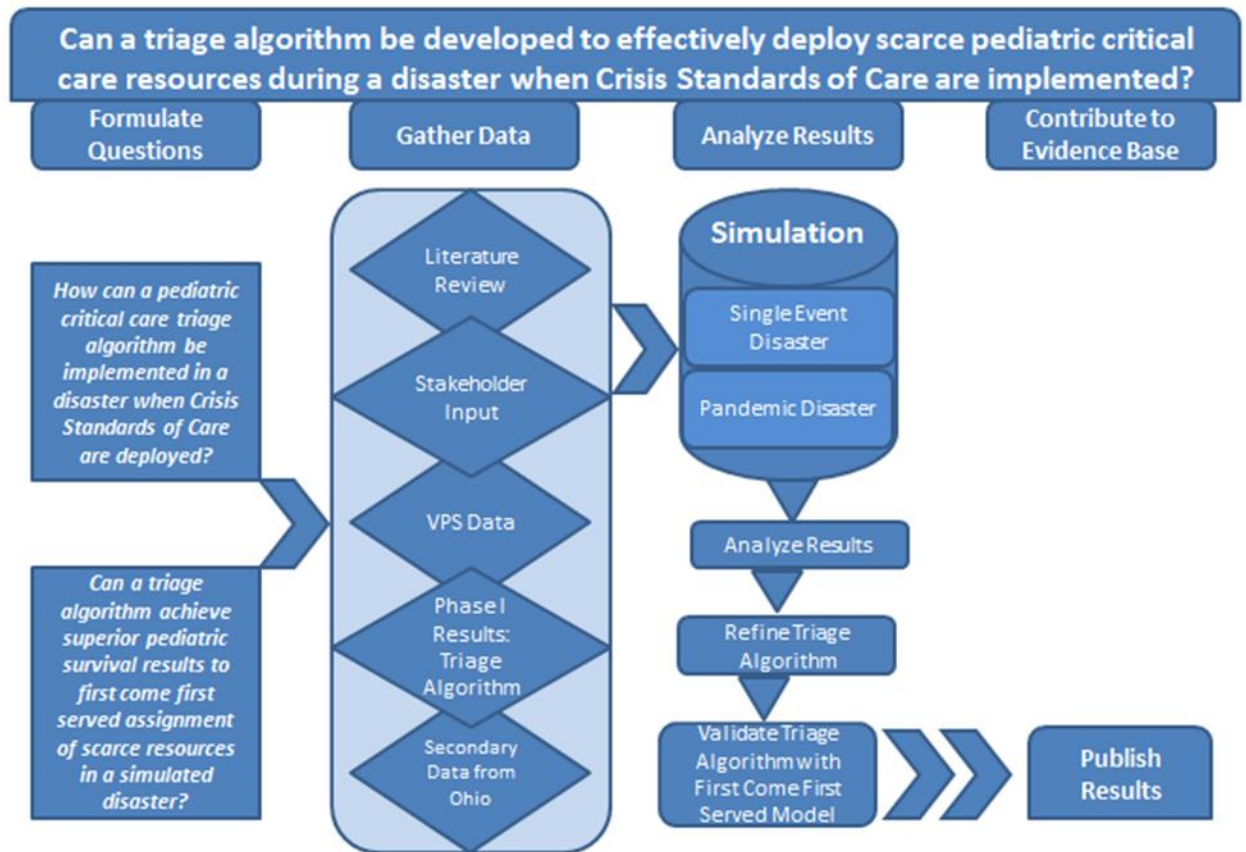 Can a triage algorithm be developed to effectively deploy scarce pediatric critical
care resources during a disaster when Crisis Standards of Care are implemented?
Formulate
Questions
Gather Data
Analyze Results
Contribute to
Evidence Base
How can a pediatric
critical care triage
algorithm be
implemented in a
disaster when Crisis
Standards of Care
are deployed?
Can a triage
algorithm achieve
superior pediatric
survival results to
first come first
served assignment
of scarce resources
in a simulated
disaster?
Literature
Review
Stakeholder
Input
VPS Data
Phase I
Results:
Triage
Algorithm
Secondary
Data from
Ohio
Simulation
Single Event
Disaster
Pandemic Disaster
Analyze Results
Refine Triage
Algorithm
Validate Triage
Algorithm with
First Come First
Served Model
Publish
Results